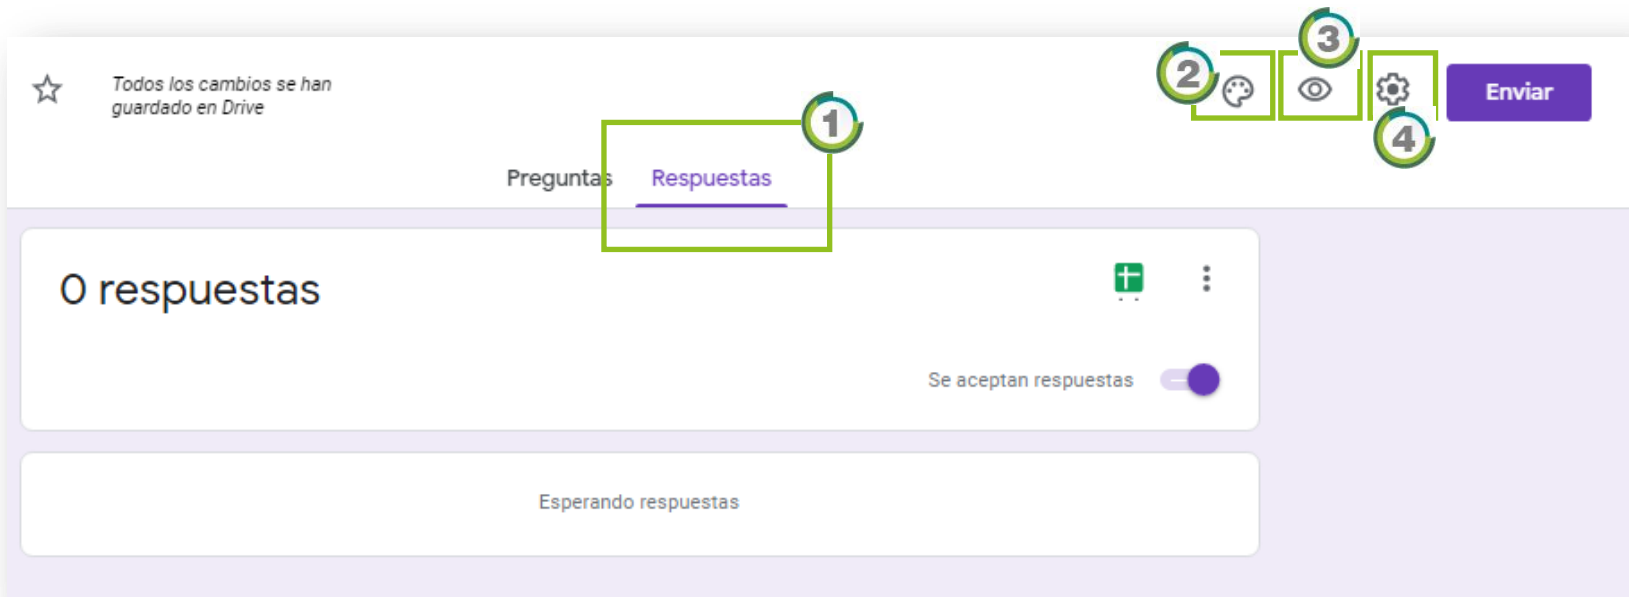 Todos los cambios se han
guardado en Drive
1
2
3
4
Enviar
Preguntas
Respuestas
0 respuestas
Se aceptan respuestas
Esperando respuestas